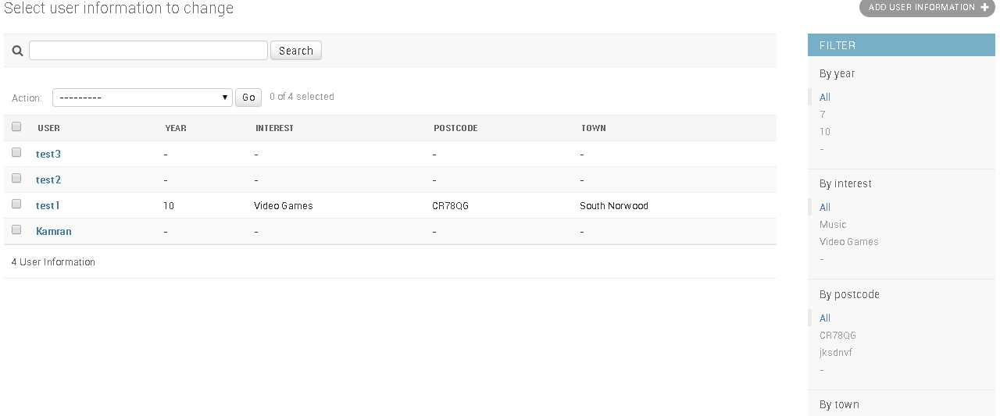 Select user information to change
ADD USER INFORMATION +
Search
FILTER
By year
All
7
10
-
Action: --------- Go 0 of 4 selected
USER YEAR INTEREST POSTCODE TOWN
test3 - - - -
test2 - - - -
test1 10 Video Games CR78QG South Norwood
Kamran - - - -
4 User Information
By interest
All
Music
Video Games
-
By postcode
All
CR78QG
jksdnvf
-
By town